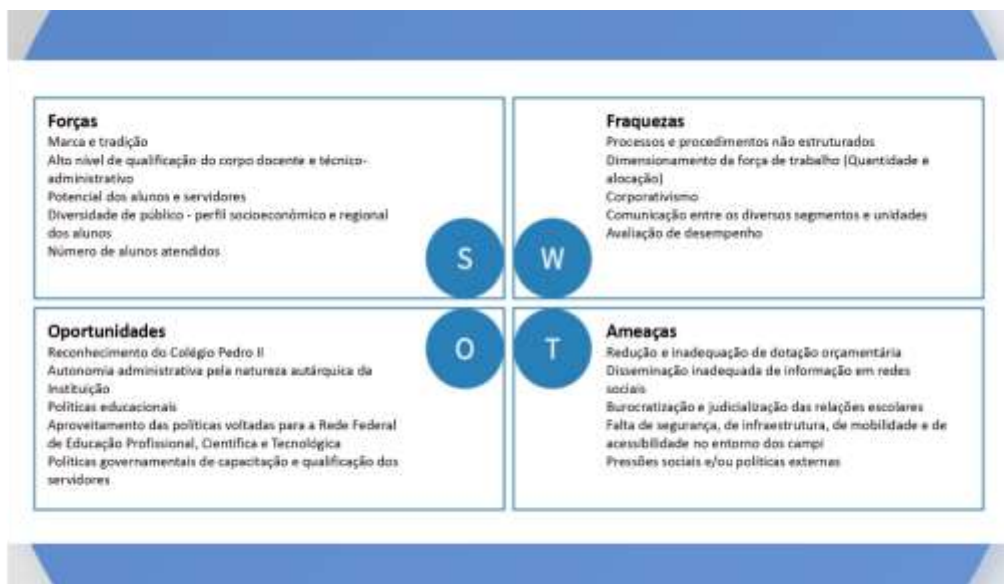 Forças
Marca e tradição
Alto nível de qualificação do corpo docente e técnico-
administrativo
Potencial dos alunos e servidores
Diversidade de público - perfil socioeconômico e regional
dos alunos
Número de alunos atendidos
S
Fraquezas
Processos e procedimentos não estruturados
Dimensionamento da força de trabalho (Quantidade e
alocação)
Corporativismo
Comunicação entre os diversos segmentos e unidades
Avaliação de desempenho
W
Oportunidades
Reconhecimento do Colégio Pedro II
Autonomia administrativa pela natureza autárquica da
Instituição
Políticas educacionais
Aproveitamento das políticas voltadas para a Rede Federal
de Educação Profissional, Científica e Tecnológica
Políticas governamentais de capacitação e qualificação dos
servidores
O
Ameaças
Redução e inadequação de dotação orçamentária
Disseminação inadequada de informação em redes
sociais
Burocratização e judicialização das relações escolares
Falta de segurança, de infraestrutura, de mobilidade e de
acessibilidade no entorno dos campi
Pressões sociais e/ou políticas externas
T